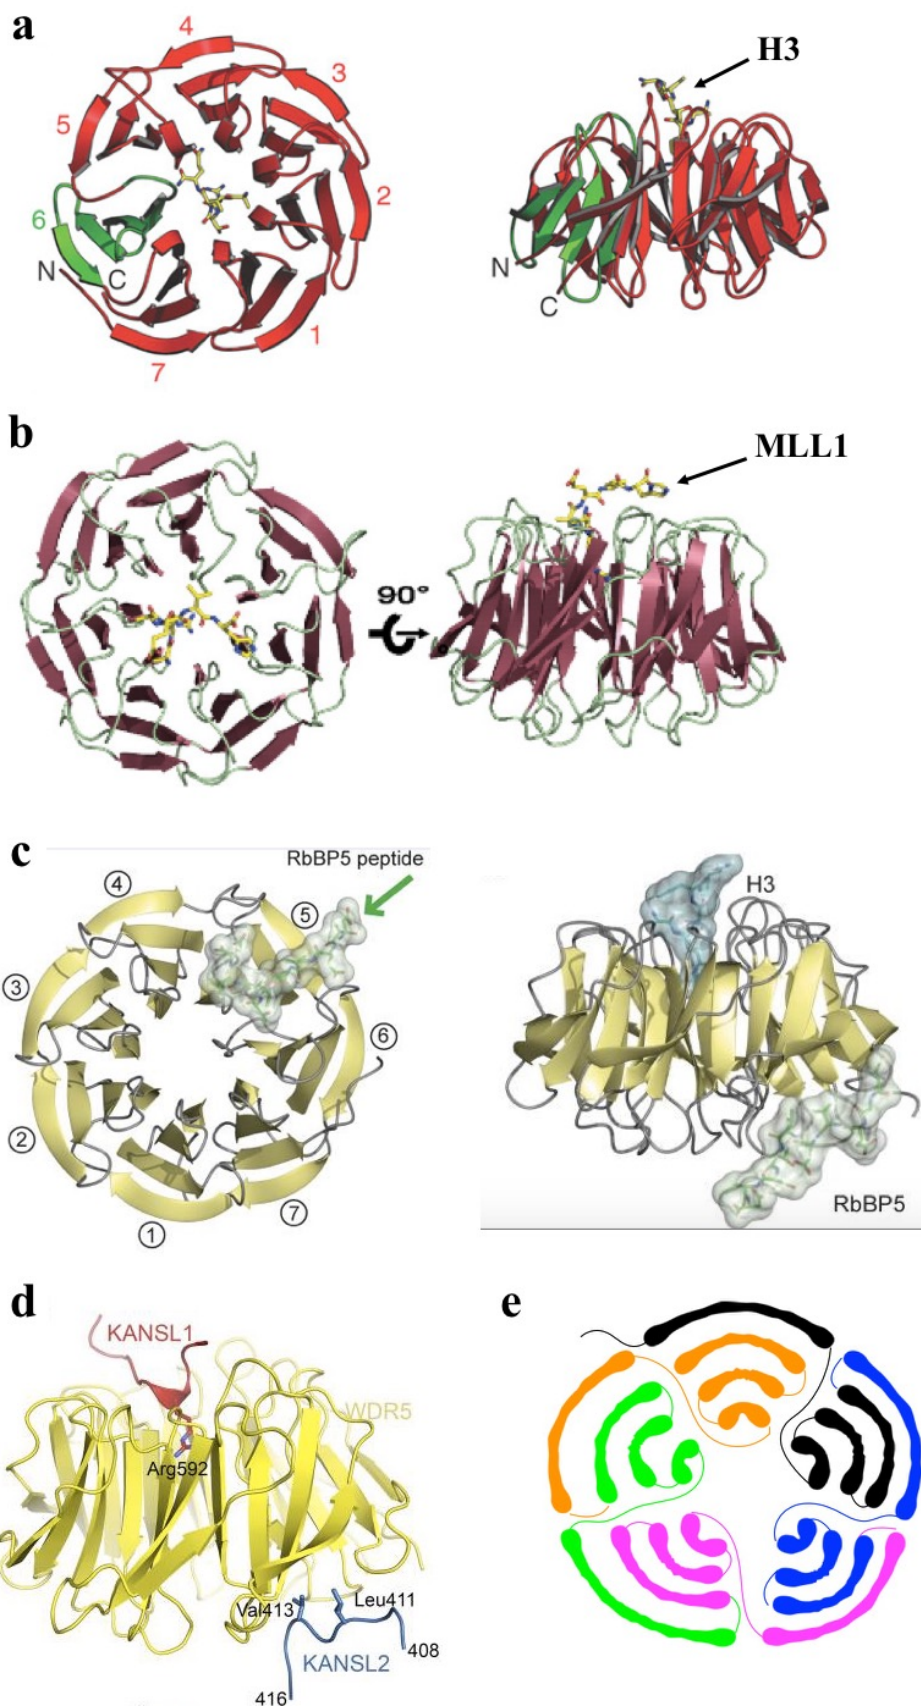 a
H3
4
3
5
2
6
N
C
1
7
N
C
b
MLL1
90°
c
RbBP5 peptide
4
5
3
6
2
7
1
H3
RbBP5
d
KANSL1
WDR5
Arg592
Val413
Leu411
KANSL2
408
416
e